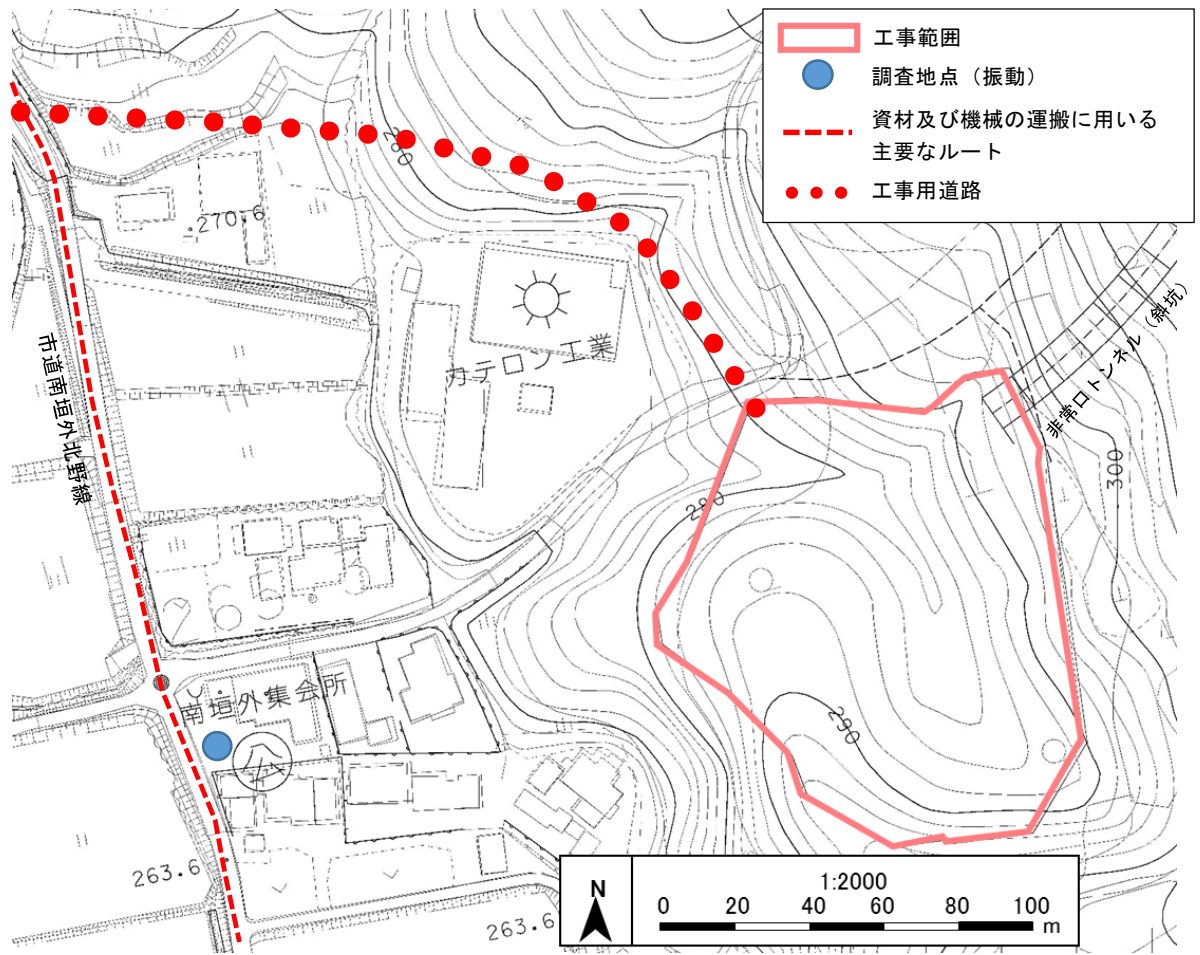 工事範囲
調査地点（振動）
資材及び機械の運搬に用いる
主要なルート
工事用道路
280
270.6
市道南垣外北野線
カテロン工業
非常口トンネル（斜坑）
300
280
南垣外集会所
公
290
263.6
263.6
N
1:2000
0 20 40 60 80 100
m